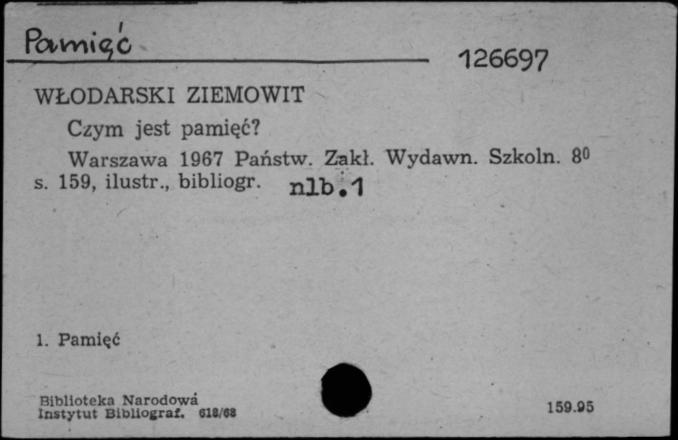 Pamięć
126697
WŁODARSKI ZIEMOWIT
Czym jest pamięć?
Warszawa 1967 Państw. Zakł. Wydawn. Szkoln. 8⁰
s. 159, ilustr., bibliogr. nlb.1
1. Pamięć
Biblioteka Narodowa
Instytut Bibliograf. 618/68
159.95